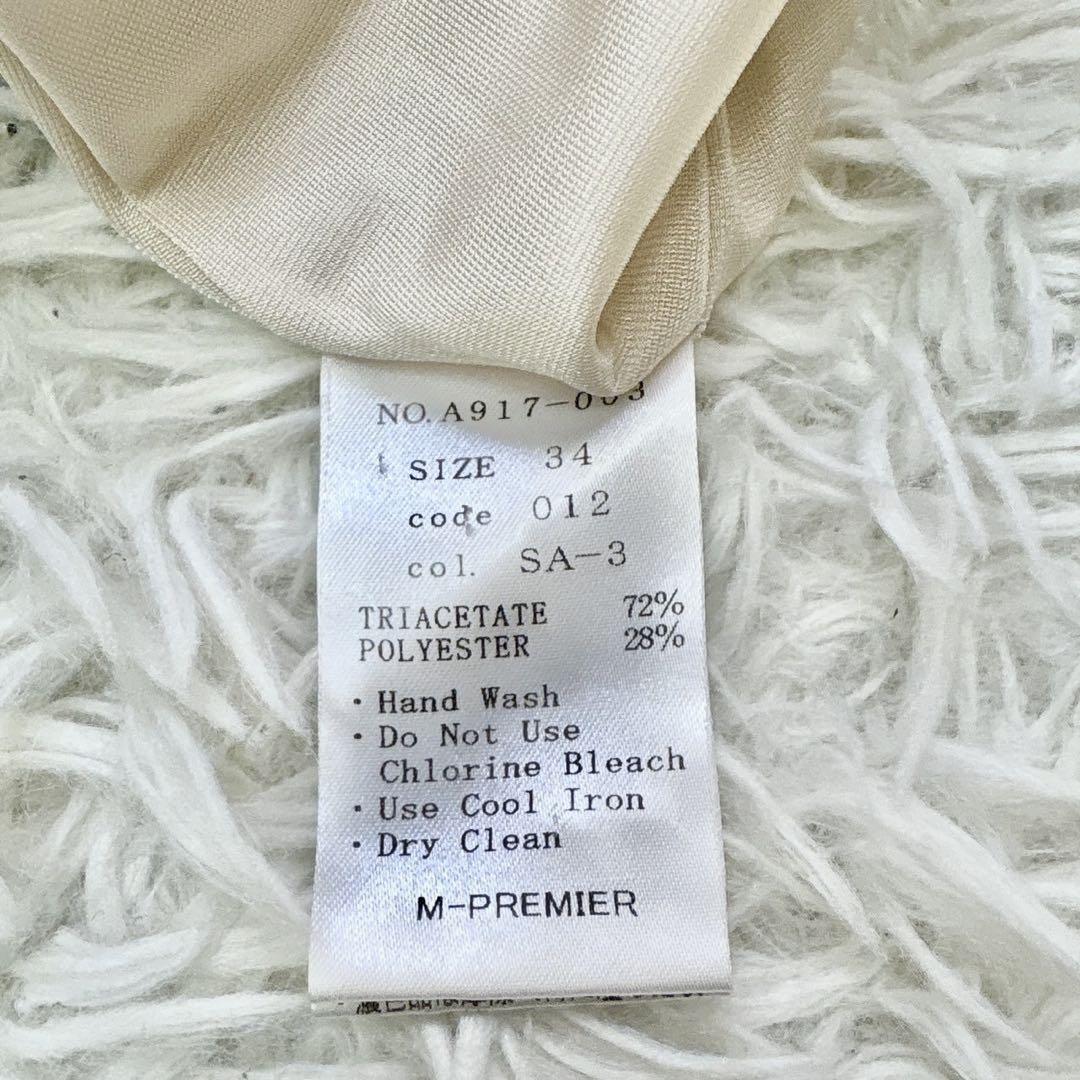 NO. A917-003
SIZE 34
code 012
col. SA-3
TRIACETATE 72%
POLYESTER 28%
・Hand Wash
・Do Not Use
Chlorine Bleach
・Use Cool Iron
・Dry Clean
M-PREMIER